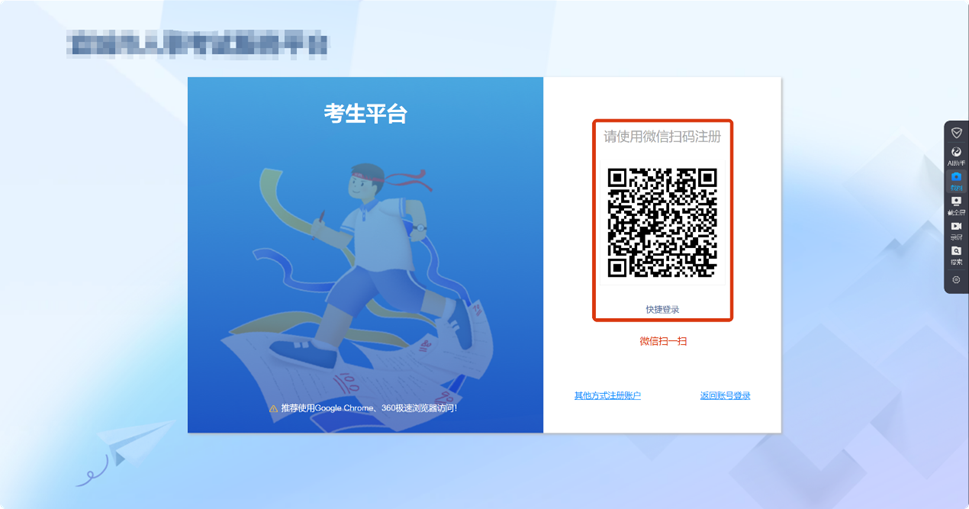 考生平台
请使用微信扫码注册
快捷登录
微信扫一扫
其他方式注册账户
返回账号登录
推荐使用Google Chrome、360极速浏览器访问!
100
搜索